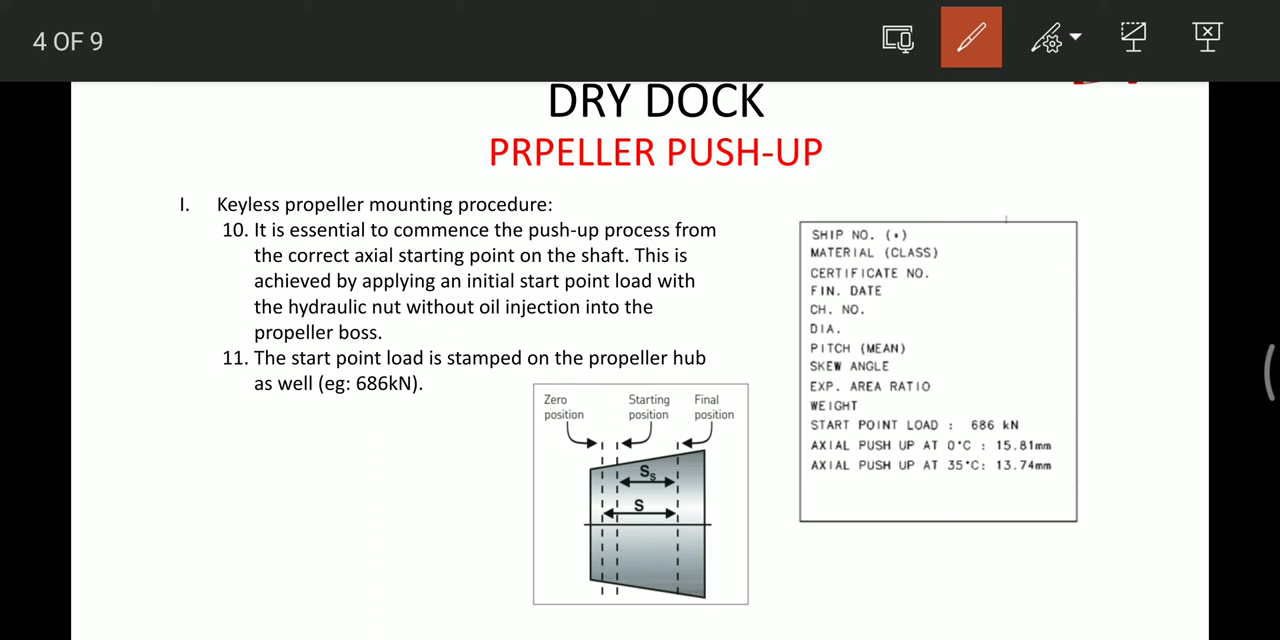 4 OF 9
DRY DOCK
PRPELLER PUSH-UP
I. Keyless propeller mounting procedure:
10. It is essential to commence the push-up process from
the correct axial starting point on the shaft. This is
achieved by applying an initial start point load with
the hydraulic nut without oil injection into the
propeller boss.
11. The start point load is stamped on the propeller hub
as well (eg: 686kN).
Zero position
Starting position
Final position
Ss
S
SHIP NO. (•)
MATERIAL (CLASS)
CERTIFICATE NO.
FIN. DATE
CH. NO.
DIA.
PITCH (MEAN)
SKEW ANGLE
EXP. AREA RATIO
WEIGHT
START POINT LOAD : 686 kN
AXIAL PUSH UP AT 0°C : 15.81mm
AXIAL PUSH UP AT 35°C: 13.74mm